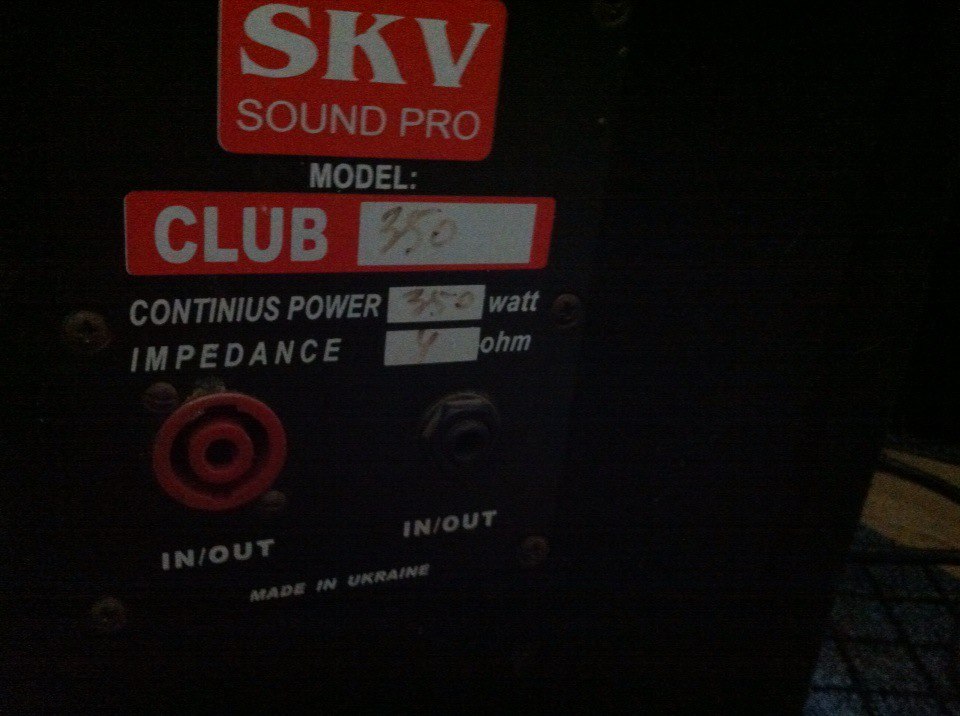 SKV
SOUND PRO
MODEL:
CLUB 350
CONTINIUS POWER 350 watt
IMPEDANCE 4 ohm
IN/OUT IN/OUT
MADE IN UKRAINE